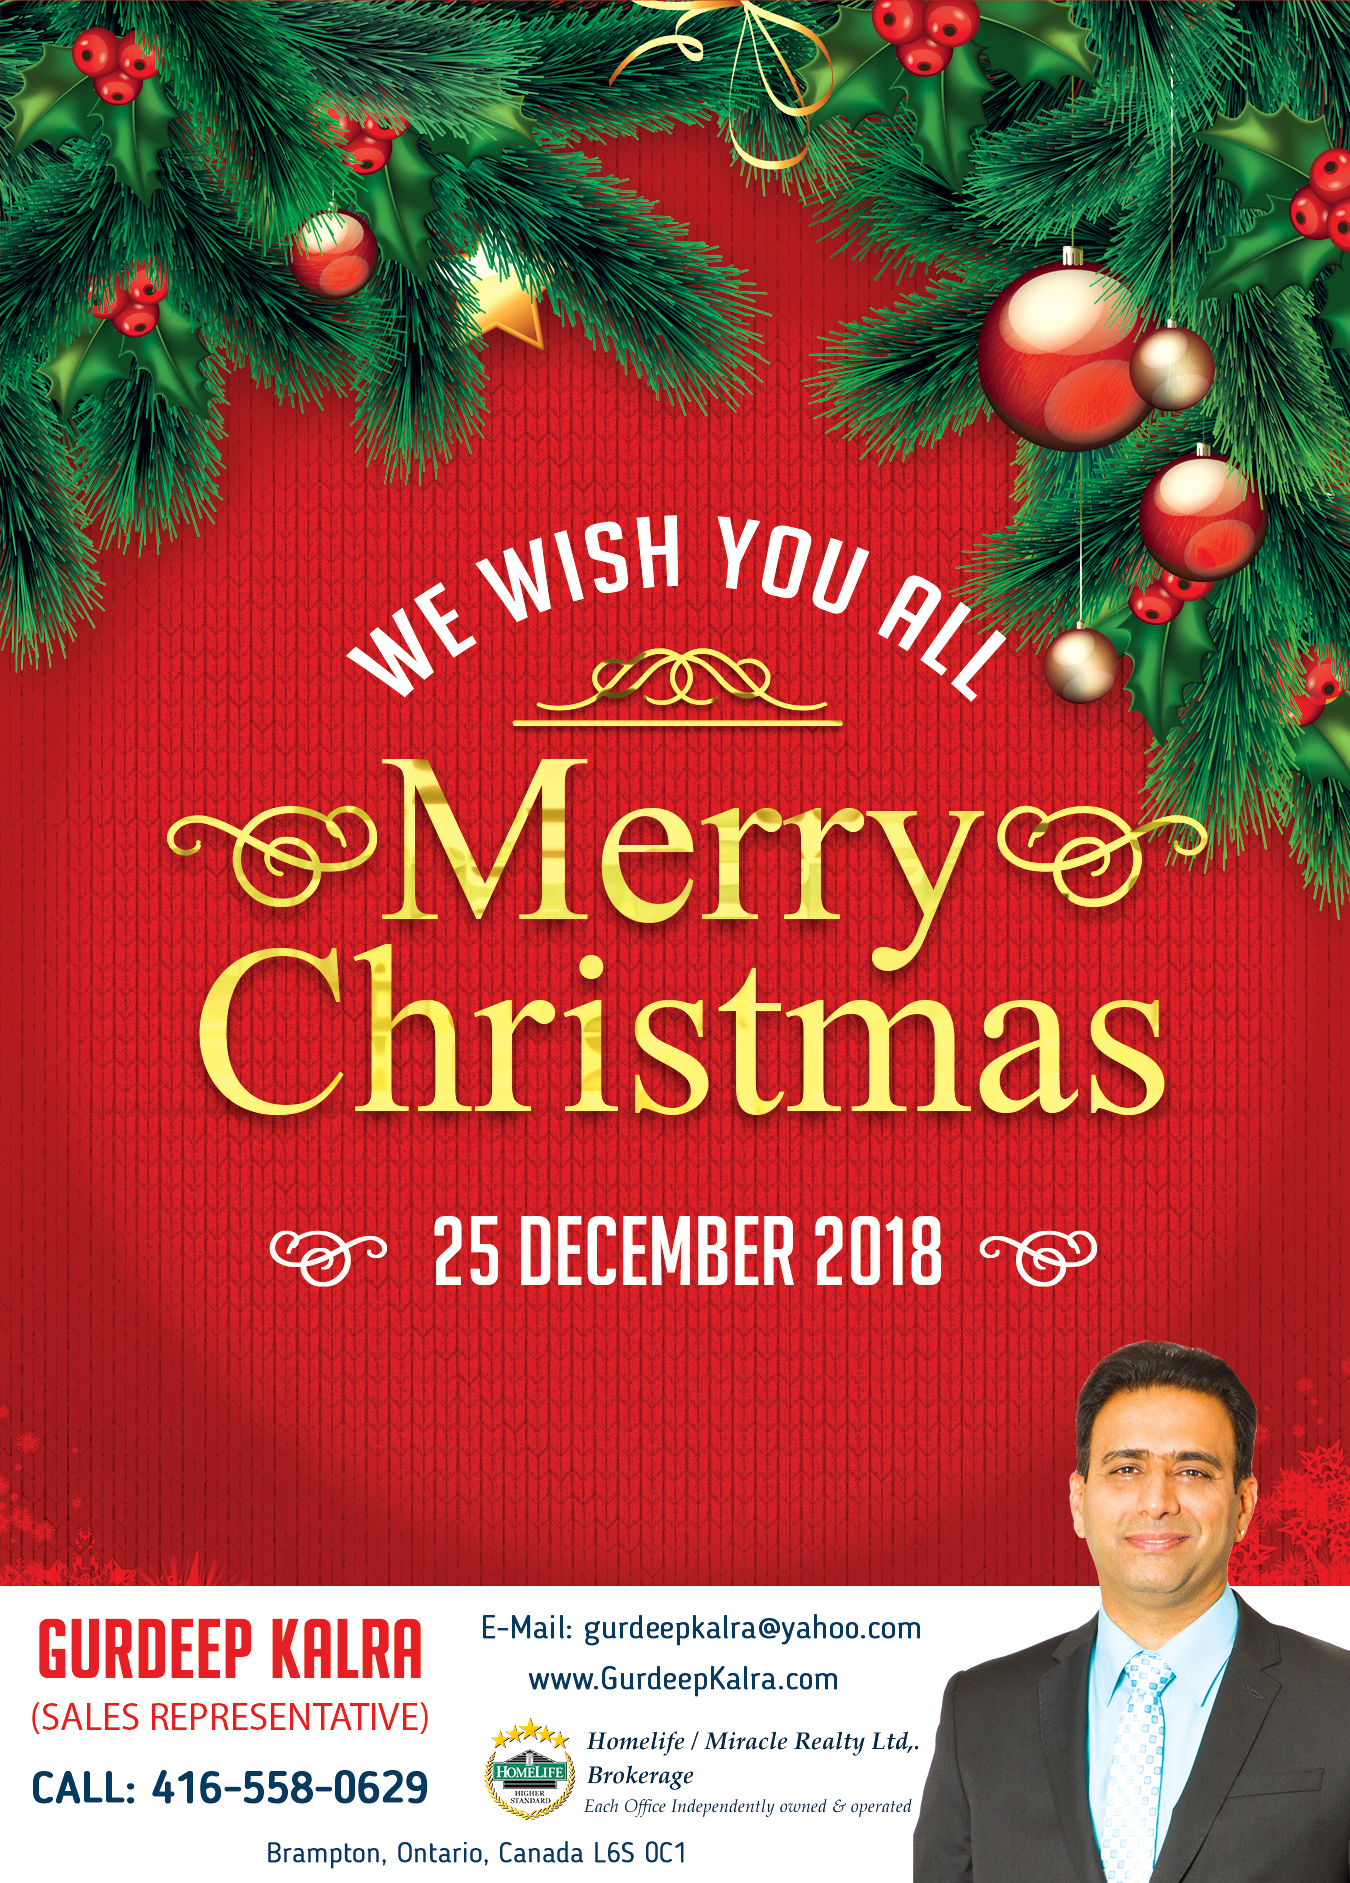 WE WISH YOU ALL
Merry
Christmas
25 DECEMBER 2018
GURDEEP KALRA
(SALES REPRESENTATIVE)
CALL: 416-558-0629
E-Mail: gurdeepkalra@yahoo.com
www.GurdeepKalra.com
HOMELIFE
HIGHER
STANDARD
Homelife / Miracle Realty Ltd,.
Brokerage
Each Office Independently owned & operated
Brampton, Ontario, Canada L6S 0C1